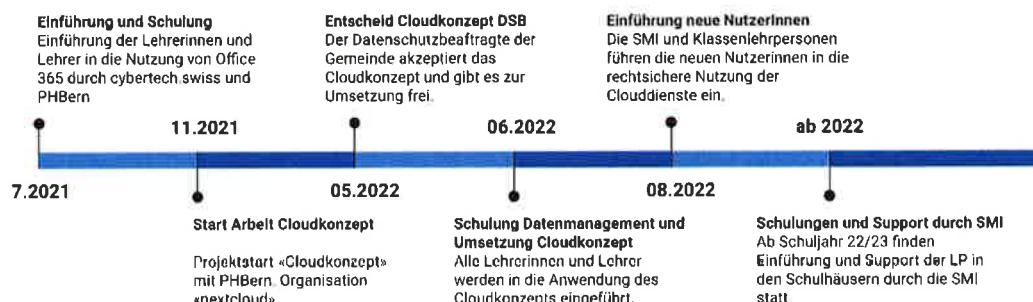 Einführung und Schulung
Einführung der Lehrerinnen und
Lehrer in die Nutzung von Office
365 durch cybertech.swiss und
PHBern
Entscheid Cloudkonzept DSB
Der Datenschutzbeaftragte der
Gemeinde akzeptiert das
Cloudkonzept und gibt es zur
Umsetzung frei.
Einführung neue NutzerInnen
Die SMI und Klassenlehrpersonen
führen die neuen Nutzerinnen in die
rechtsichere Nutzung der
Clouddienste ein.
11.2021
06.2022
ab 2022
7.2021
05.2022
08.2022
Start Arbeit Cloudkonzept
Projektstart «Cloudkonzept»
mit PHBern. Organisation
«nextcloud»
Schulung Datenmanagement und
Umsetzung Cloudkonzept
Alle Lehrerinnen und Lehrer
werden in die Anwendung des
Cloudkonzepts eingeführt.
Schulungen und Support durch SMI
Ab Schuljahr 22/23 finden
Einführung und Support der LP in
den Schulhäusern durch die SMI
statt